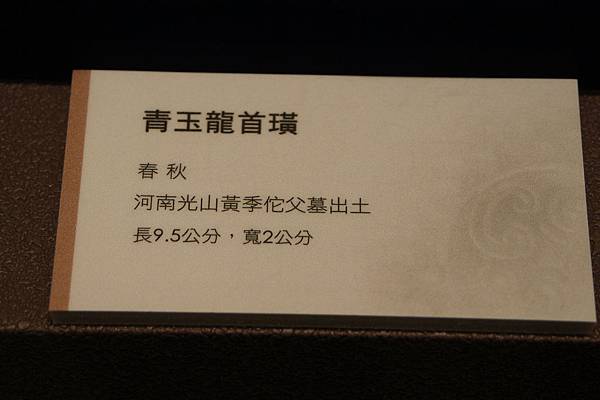 青玉龍首璜
春秋
河南光山黃季佗父墓出土
長9.5公分，寬2公分